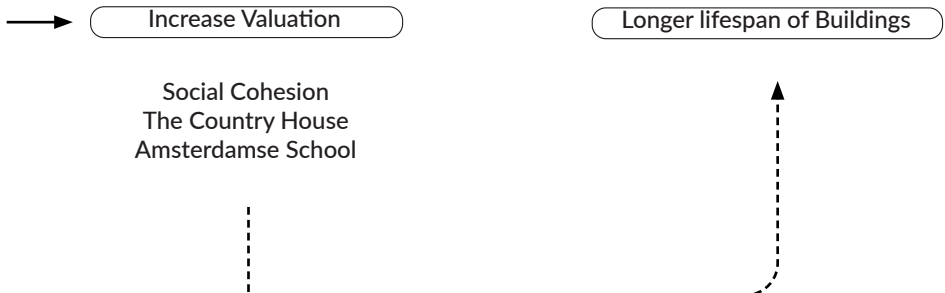 Increase Valuation
Longer lifespan of Buildings
Social Cohesion
The Country House
Amsterdamse School